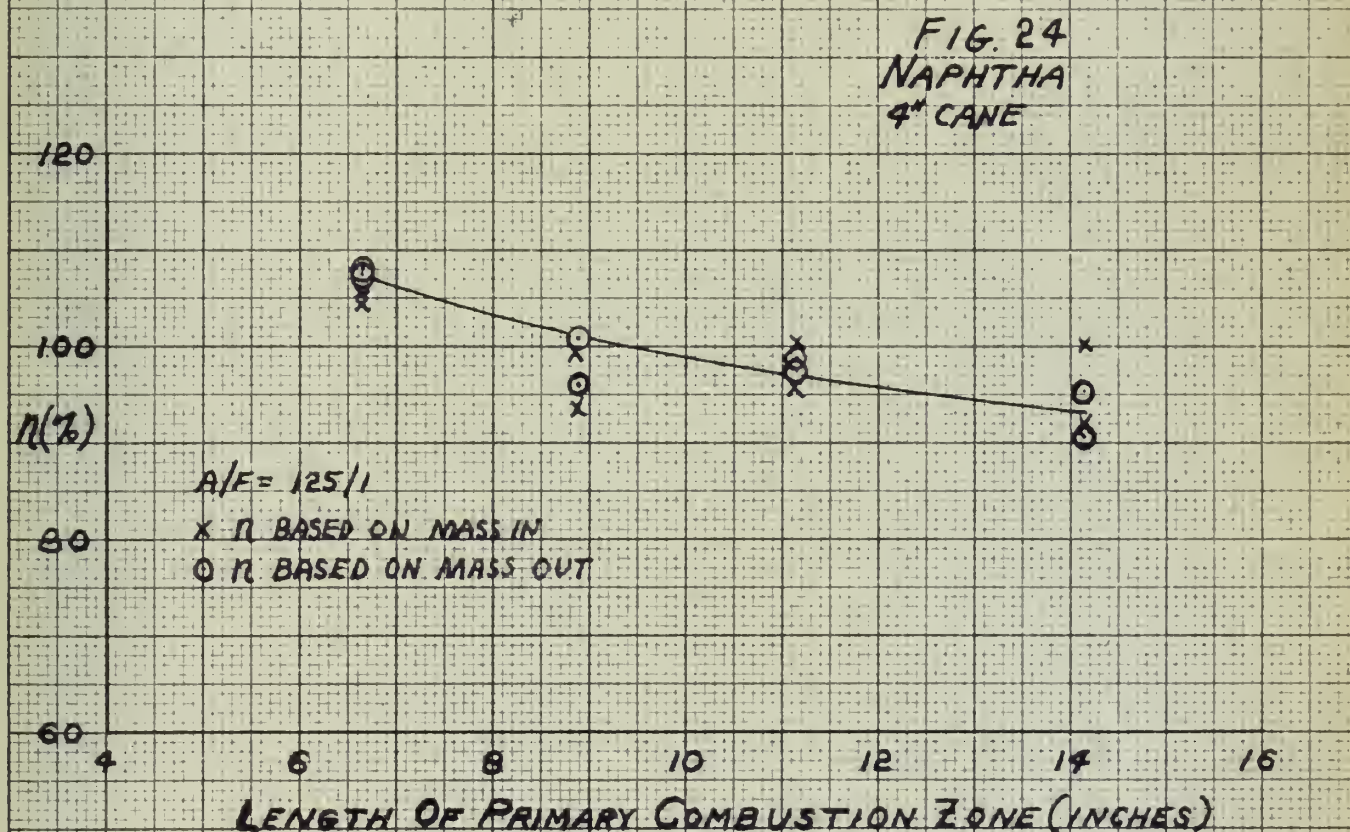 FIG. 24
NAPHTHA
4" CANE
120
100
η(%)
A/F = 125/1
x η BASED ON MASS IN
80
⊙ η BASED ON MASS OUT
60
4 6 8 10 12 14 16
LENGTH OF PRIMARY COMBUSTION ZONE (INCHES)